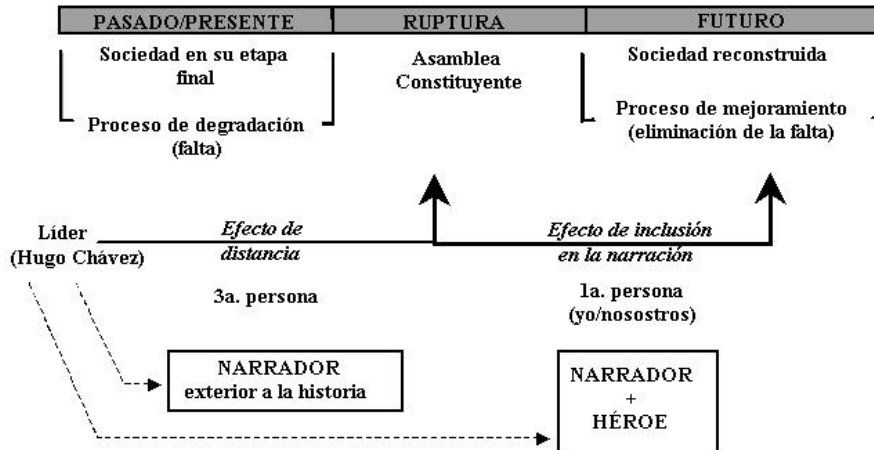 PASADO/PRESENTE RUPTURA FUTURO
Sociedad en su etapa
final
Proceso de degradación
(falta)
Asamblea
Constituyente
Sociedad reconstruida
Proceso de mejoramiento
(eliminación de la falta)
Líder
(Hugo Chávez)
Efecto de
distancia
3a. persona
Efecto de inclusión
en la narración
1a. persona
(yo/nosostros)
NARRADOR
exterior a la historia
NARRADOR
+
HÉROE